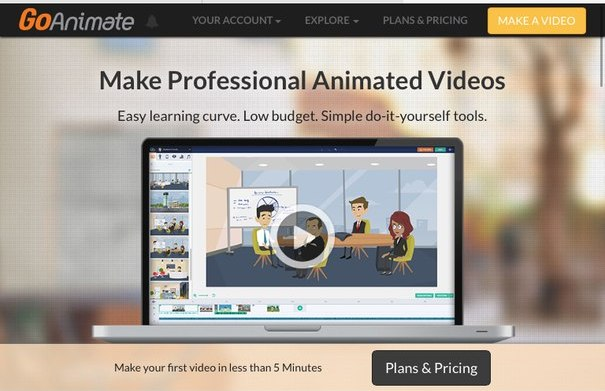 GoAnimate
YOUR ACCOUNT EXPLORE PLANS & PRICING MAKE A VIDEO
Make Professional Animated Videos
Easy learning curve. Low budget. Simple do-it-yourself tools.
Make your first video in less than 5 Minutes
Plans & Pricing